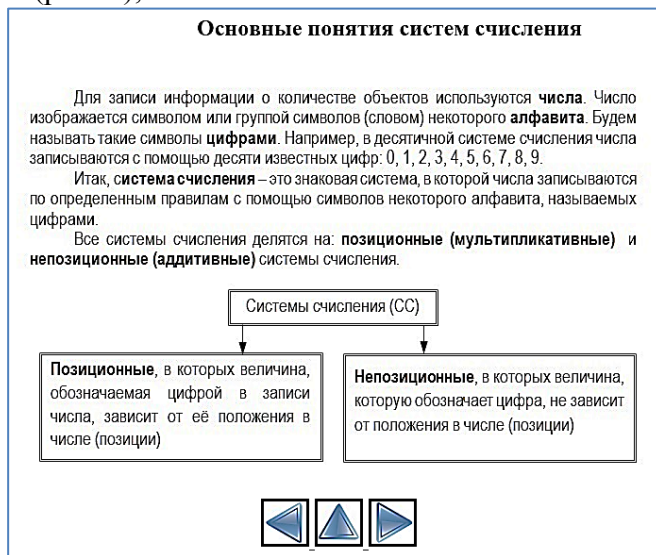 Основные понятия систем счисления
Для записи информации о количестве объектов используются числа. Число
изображается символом или группой символов (словом) некоторого алфавита. Будем
называть такие символы цифрами. Например, в десятичной системе счисления числа
записываются с помощью десяти известных цифр: 0, 1, 2, 3, 4, 5, 6, 7, 8, 9.
Итак, система счисления – это знаковая система, в которой числа записываются
по определенным правилам с помощью символов некоторого алфавита, называемых
цифрами.
Все системы счисления делятся на: позиционные (мультипликативные) и
непозиционные (аддитивные) системы счисления.
Системы счисления (СС)
Позиционные, в которых величина,
обозначаемая цифрой в записи
числа, зависит от её положения в
числе (позиции)
Непозиционные, в которых величина,
которую обозначает цифра, не зависит
от положения в числе (позиции)